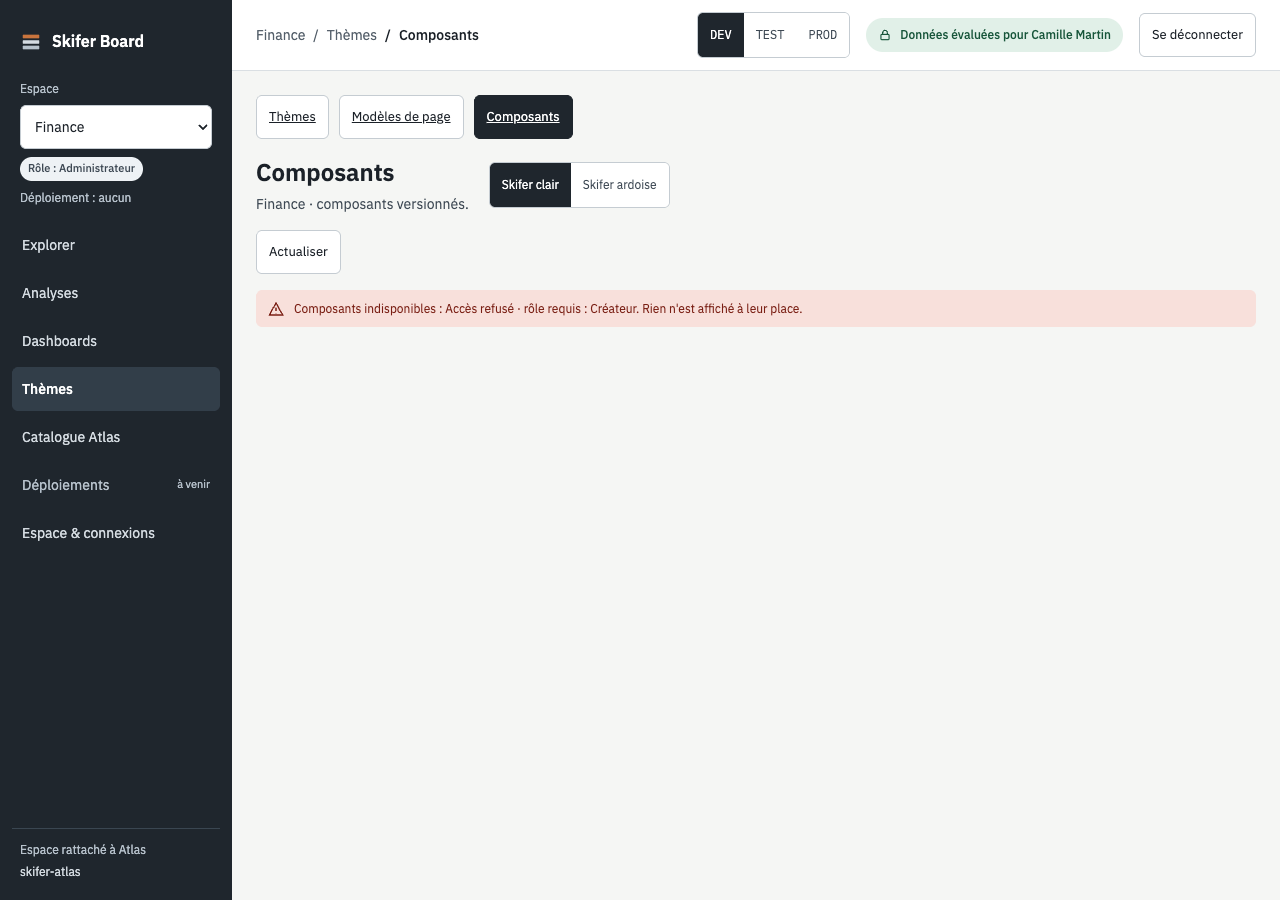 Skifer Board
Espace
Finance
Rôle : Administrateur
Déploiement : aucun
Explorer
Analyses
Dashboards
Thèmes
Catalogue Atlas
Déploiements à venir
Espace & connexions
Espace rattaché à Atlas
skifer-atlas
Finance / Thèmes / Composants
DEV TEST PROD
Données évaluées pour Camille Martin
Se déconnecter
Thèmes Modèles de page Composants
Composants
Finance · composants versionnés.
Skifer clair Skifer ardoise
Actualiser
Composants indisponibles : Accès refusé · rôle requis : Créateur. Rien n'est affiché à leur place.